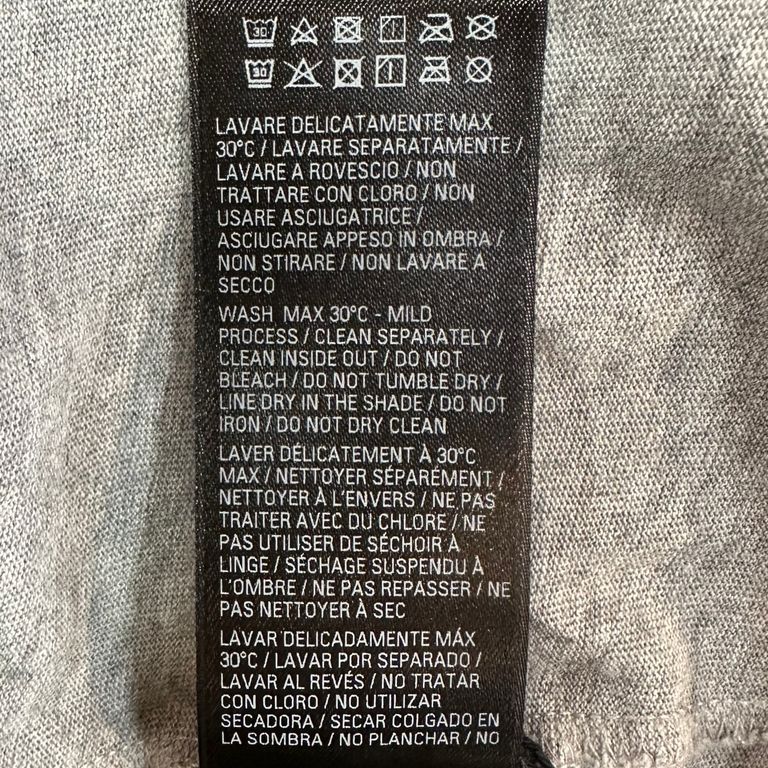 30
30
LAVARE DELICATAMENTE MAX
30°C / LAVARE SEPARATAMENTE /
LAVARE A ROVESCIO / NON
TRATTARE CON CLORO / NON
USARE ASCIUGATRICE /
ASCIUGARE APPESO IN OMBRA /
NON STIRARE / NON LAVARE A
SECCO
WASH MAX 30°C - MILD
PROCESS / CLEAN SEPARATELY /
CLEAN INSIDE OUT / DO NOT
BLEACH / DO NOT TUMBLE DRY /
LINE DRY IN THE SHADE / DO NOT
IRON / DO NOT DRY CLEAN
LAVER DÉLICATEMENT À 30°C
MAX / NETTOYER SÉPARÉMENT /
NETTOYER À L'ENVERS / NE PAS
TRAITER AVEC DU CHLORE / NE
PAS UTILISER DE SÉCHOIR À
LINGE / SÉCHAGE SUSPENDU À
L'OMBRE / NE PAS REPASSER / NE
PAS NETTOYER À SEC
LAVAR DELICADAMENTE MÁX
30°C / LAVAR POR SEPARADO /
LAVAR AL REVÉS / NO TRATAR
CON CLORO / NO UTILIZAR
SECADORA / SECAR COLGADO EN
LA SOMBRA / NO PLANCHAR / NO